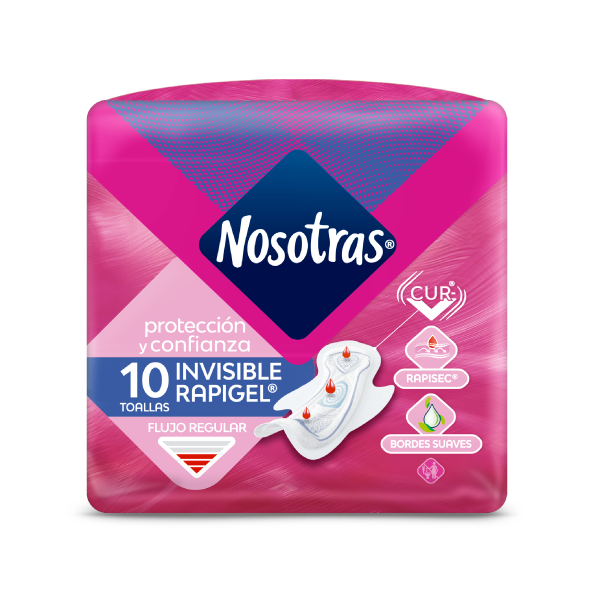 Nosotras®
CUR-®
protección
y confianza
10 INVISIBLE
TOALLAS RAPIGEL®
FLUJO REGULAR
RAPISEC®
BORDES SUAVES